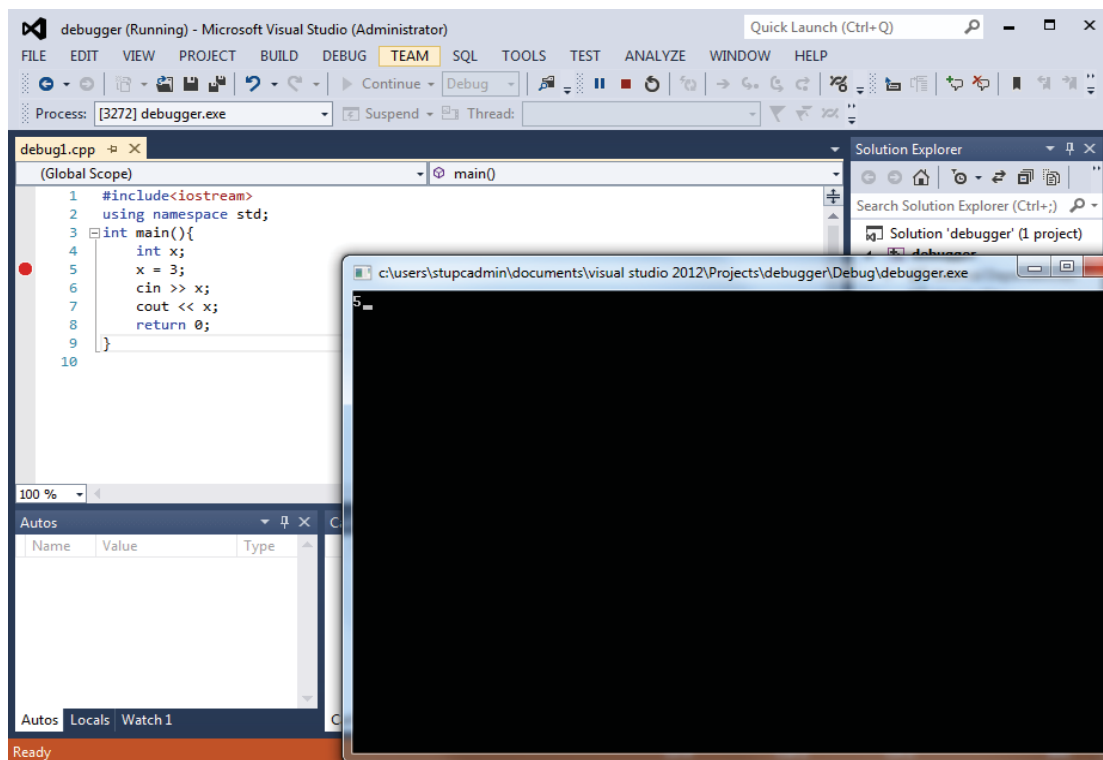 debugger (Running) - Microsoft Visual Studio (Administrator)
Quick Launch (Ctrl+Q)
FILE EDIT VIEW PROJECT BUILD DEBUG TEAM SQL TOOLS TEST ANALYZE WINDOW HELP
Continue Debug
Process: [3272] debugger.exe Suspend Thread:
debug1.cpp
(Global Scope) main()
1 #include<iostream>
2 using namespace std;
3 int main(){
4 int x;
5 x = 3;
6 cin >> x;
7 cout << x;
8 return 0;
9 }
10
100 %
Solution Explorer
Search Solution Explorer (Ctrl+;)
Solution 'debugger' (1 project)
debugger
c:\users\stupcadmin\documents\visual studio 2012\Projects\debugger\Debug\debugger.exe
5
Autos
Name Value Type
Autos Locals Watch 1
Ready